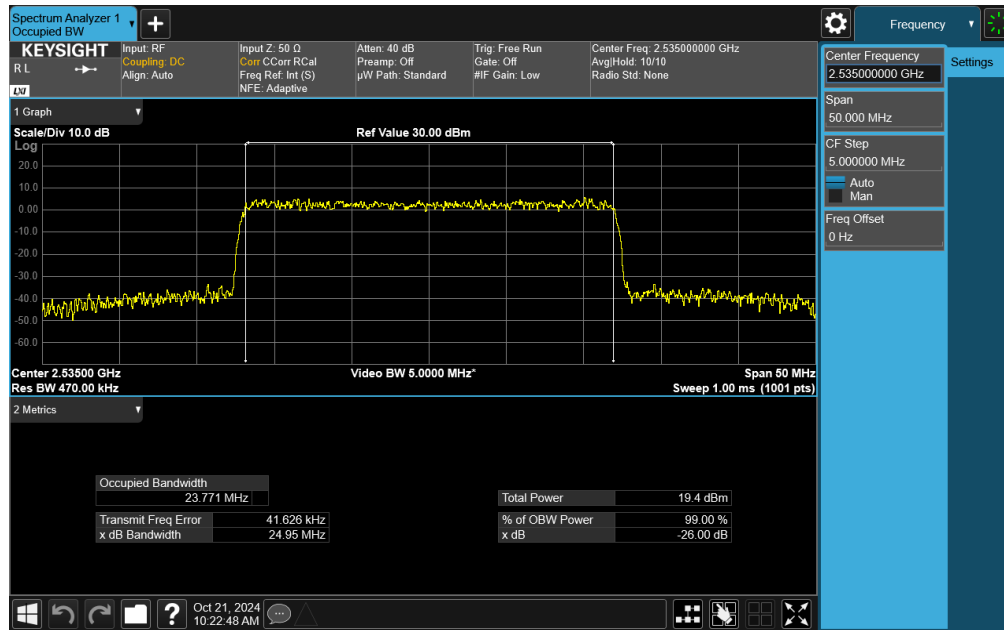 Spectrum Analyzer 1
Occupied BW
Frequency
KEYSIGHT
R L
LXI
Input: RF
Coupling: DC
Align: Auto
Input Z: 50 Ω
Corr CCorr RCal
Freq Ref: Int (S)
NFE: Adaptive
Atten: 40 dB
Preamp: Off
µW Path: Standard
Trig: Free Run
Gate: Off
#IF Gain: Low
Center Freq: 2.535000000 GHz
Avg|Hold: 10/10
Radio Std: None
Center Frequency
2.535000000 GHz
Settings
Span
50.000 MHz
CF Step
5.000000 MHz
Auto
Man
Freq Offset
0 Hz
1 Graph
Scale/Div 10.0 dB
Ref Value 30.00 dBm
Log
20.0
10.0
0.00
-10.0
-20.0
-30.0
-40.0
-50.0
-60.0
Center 2.53500 GHz
Video BW 5.0000 MHz*
Span 50 MHz
Res BW 470.00 kHz
Sweep 1.00 ms (1001 pts)
2 Metrics
Occupied Bandwidth
23.771 MHz
Transmit Freq Error 41.626 kHz
x dB Bandwidth 24.95 MHz
Total Power 19.4 dBm
% of OBW Power 99.00 %
x dB -26.00 dB
Oct 21, 2024
10:22:48 AM